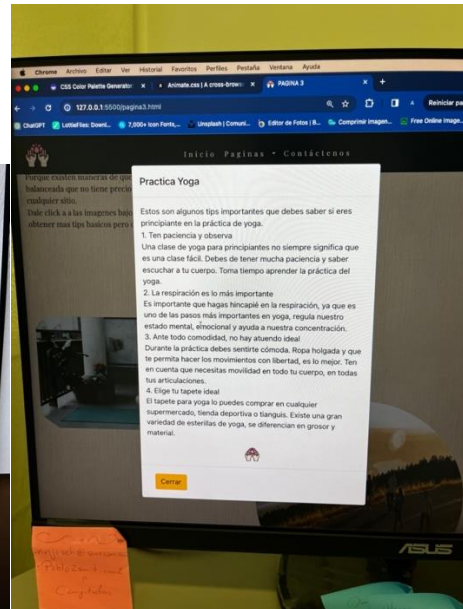 Chrome Archivo Editar Ver Historial Favoritos Perfiles Pestaña Ventana Ayuda
CSS Color Palette Generator
Animate.css | A cross-brows
PAGINA 3
127.0.0.1:5500/pagina3.html
Reiniciar pa
ChatGPT LottieFiles: Downl... 7,000+ Icon Fonts,... Unsplash | Comuni... Editor de Fotos | B... Comprimir imagen... Free Online Image...
Inicio Paginas Contáctenos
Porque existen maneras de que
balanceada que no tiene precio
cualquier sitio,
Dale click a a las imagenes bajo
obtener mas tips basicos pero
Practica Yoga
Estos son algunos tips importantes que debes saber si eres
principiante en la práctica de yoga.
1. Ten paciencia y observa
Una clase de yoga para principiantes no siempre significa que
es una clase fácil. Debes de tener mucha paciencia y saber
escuchar a tu cuerpo. Toma tiempo aprender la práctica del
yoga.
2. La respiración es lo más importante
Es importante que hagas hincapié en la respiración, ya que es
uno de las pasos más importantes en yoga, regula nuestro
estado mental, emocional y ayuda a nuestra concentración.
3. Ante todo comodidad, no hay atuendo ideal
Durante la práctica debes sentirte cómoda. Ropa holgada y que
te permita hacer los movimientos con libertad, es lo mejor. Ten
en cuenta que necesitas movilidad en todo tu cuerpo, en todas
tus articulaciones.
4. Elige tu tapete ideal
El tapete para yoga lo puedes comprar en cualquier
supermercado, tienda deportiva o tianguis. Existe una gran
variedad de esterillas de yoga, se diferencian en grosor y
material.
Cerrar
ASUS